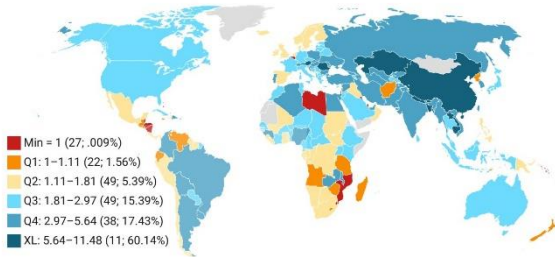 Min = 1 (27; .009%)
Q1: 1–1.11 (22; 1.56%)
Q2: 1.11–1.81 (49; 5.39%)
Q3: 1.81–2.97 (49; 15.39%)
Q4: 2.97–5.64 (38; 17.43%)
XL: 5.64–11.48 (11; 60.14%)